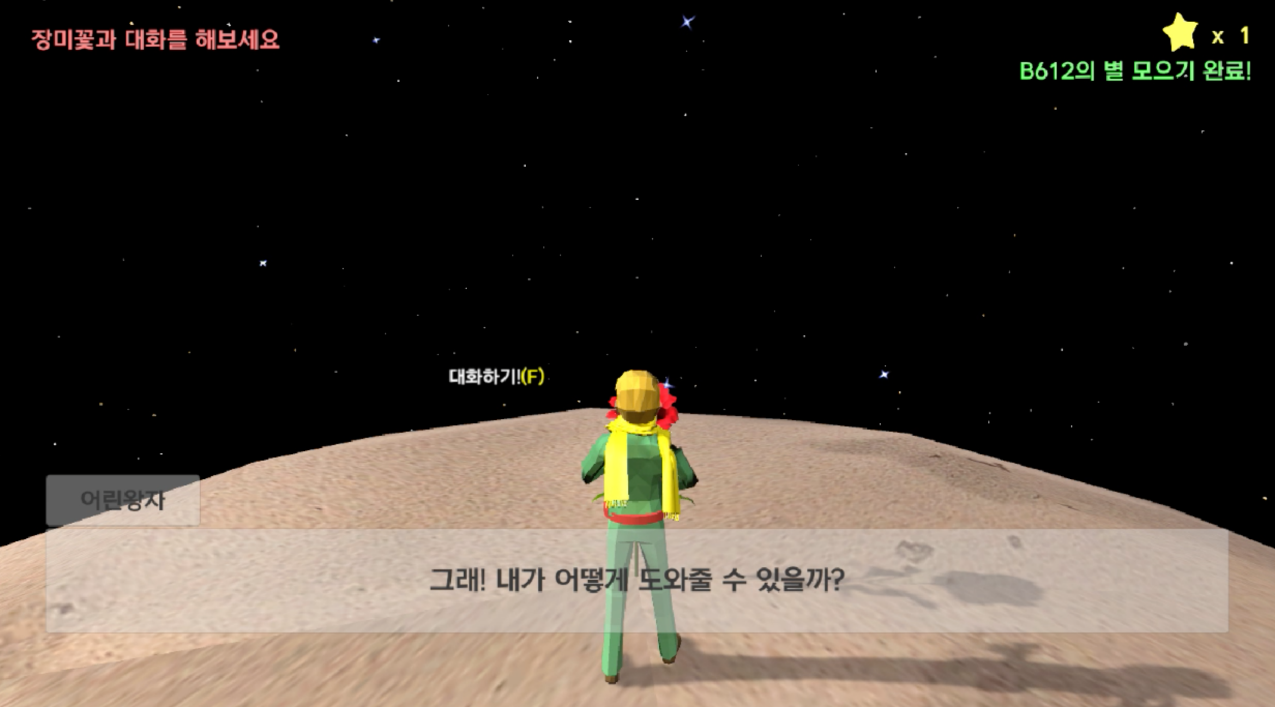 장미꽃과 대화를 해보세요
x 1
B612의 별 모으기 완료!
대화하기!(F)
어린왕자
그래! 내가 어떻게 도와줄 수 있을까?